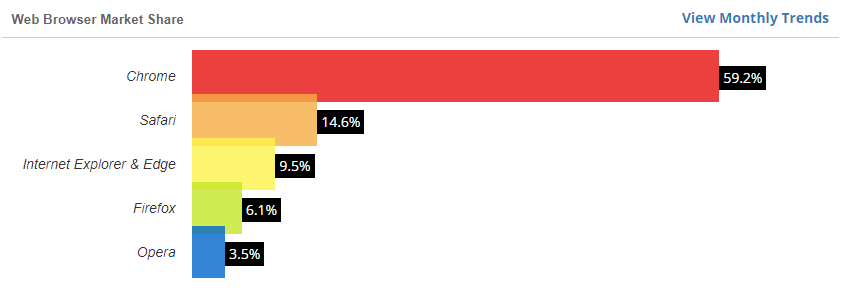 Web Browser Market Share View Monthly Trends
Chrome 59.2%
Safari 14.6%
Internet Explorer & Edge 9.5%
Firefox 6.1%
Opera 3.5%